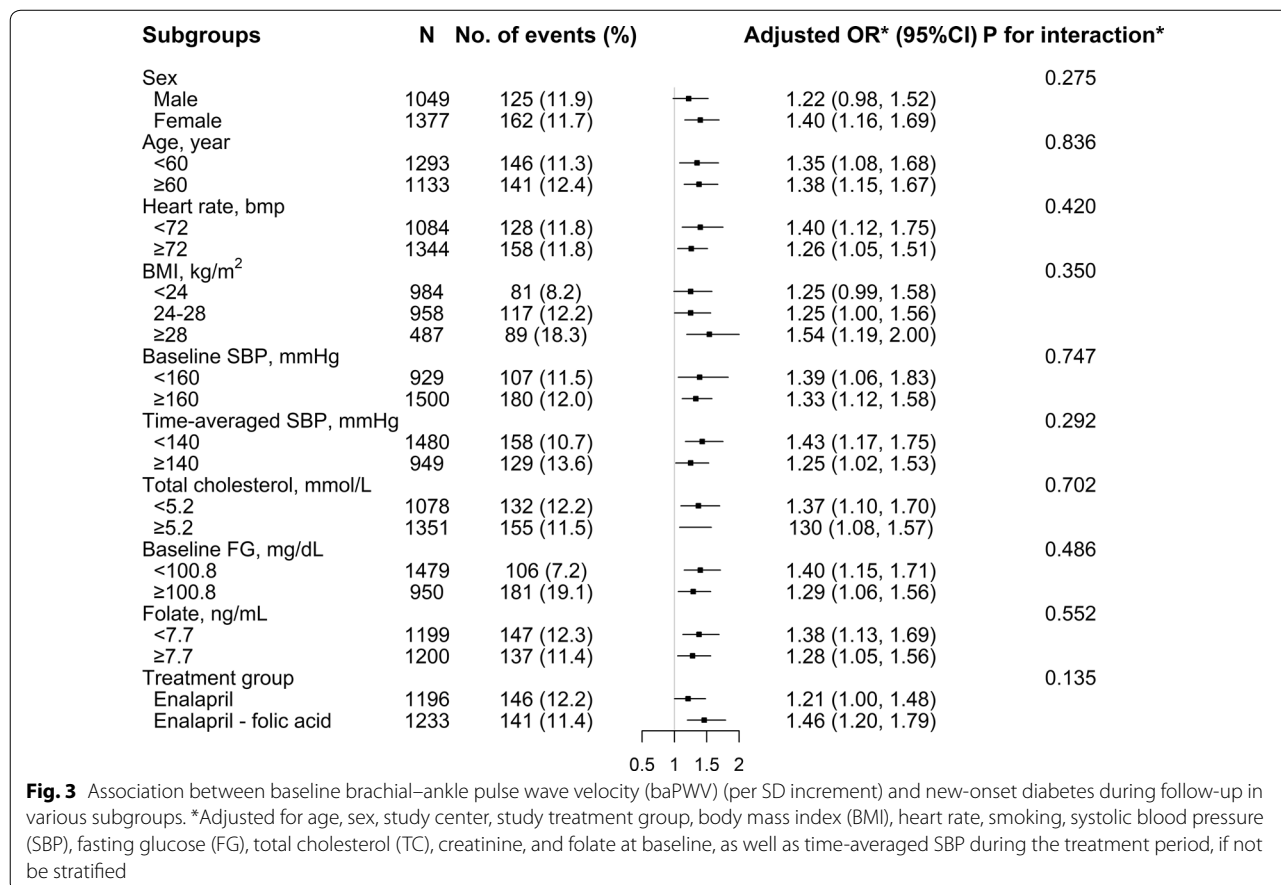 Subgroups N No. of events (%) Adjusted OR* (95%CI) P for interaction*
Sex 0.275
Male 1049 125 (11.9) 1.22 (0.98, 1.52)
Female 1377 162 (11.7) 1.40 (1.16, 1.69)
Age, year 0.836
<60 1293 146 (11.3) 1.35 (1.08, 1.68)
≥60 1133 141 (12.4) 1.38 (1.15, 1.67)
Heart rate, bmp 0.420
<72 1084 128 (11.8) 1.40 (1.12, 1.75)
≥72 1344 158 (11.8) 1.26 (1.05, 1.51)
BMI, kg/m² 0.350
<24 984 81 (8.2) 1.25 (0.99, 1.58)
24-28 958 117 (12.2) 1.25 (1.00, 1.56)
≥28 487 89 (18.3) 1.54 (1.19, 2.00)
Baseline SBP, mmHg 0.747
<160 929 107 (11.5) 1.39 (1.06, 1.83)
≥160 1500 180 (12.0) 1.33 (1.12, 1.58)
Time-averaged SBP, mmHg 0.292
<140 1480 158 (10.7) 1.43 (1.17, 1.75)
≥140 949 129 (13.6) 1.25 (1.02, 1.53)
Total cholesterol, mmol/L 0.702
<5.2 1078 132 (12.2) 1.37 (1.10, 1.70)
≥5.2 1351 155 (11.5) 130 (1.08, 1.57)
Baseline FG, mg/dL 0.486
<100.8 1479 106 (7.2) 1.40 (1.15, 1.71)
≥100.8 950 181 (19.1) 1.29 (1.06, 1.56)
Folate, ng/mL 0.552
<7.7 1199 147 (12.3) 1.38 (1.13, 1.69)
≥7.7 1200 137 (11.4) 1.28 (1.05, 1.56)
Treatment group 0.135
Enalapril 1196 146 (12.2) 1.21 (1.00, 1.48)
Enalapril - folic acid 1233 141 (11.4) 1.46 (1.20, 1.79)
0.5 1 1.5 2
Fig. 3 Association between baseline brachial–ankle pulse wave velocity (baPWV) (per SD increment) and new-onset diabetes during follow-up in
various subgroups. *Adjusted for age, sex, study center, study treatment group, body mass index (BMI), heart rate, smoking, systolic blood pressure
(SBP), fasting glucose (FG), total cholesterol (TC), creatinine, and folate at baseline, as well as time-averaged SBP during the treatment period, if not
be stratified